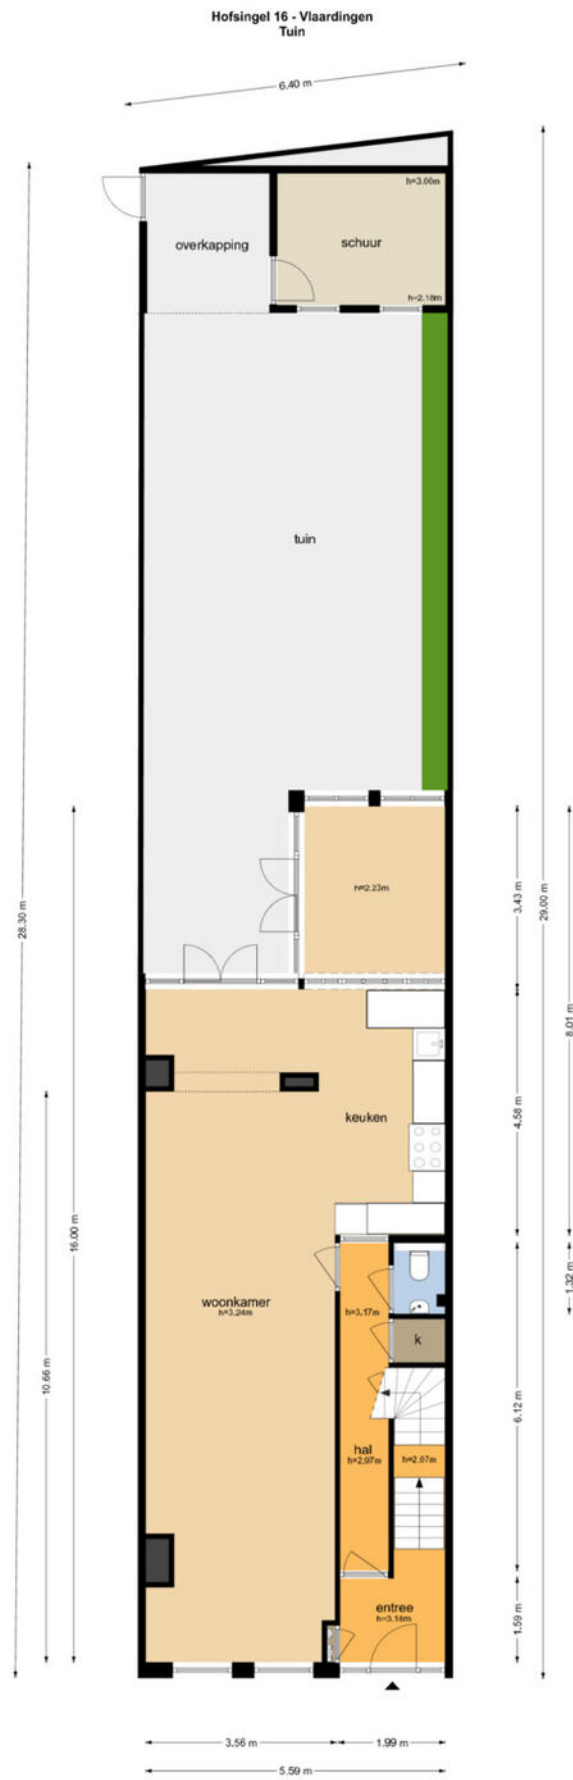 Hofsingel 16 - Vlaardingen
Tuin
6.40 m
h=3.00m
overkapping
schuur
h=2.18m
tuin
h=2.23m
3.43 m
29.00 m
28.30 m
8.01 m
keuken
4.58 m
16.00 m
1.32 m
woonkamer
h=3.24m
h=3.17m
k
10.66 m
6.12 m
hal
h=2.97m
h=2.67m
entree
h=3.18m
1.59 m
3.56 m
1.99 m
5.59 m